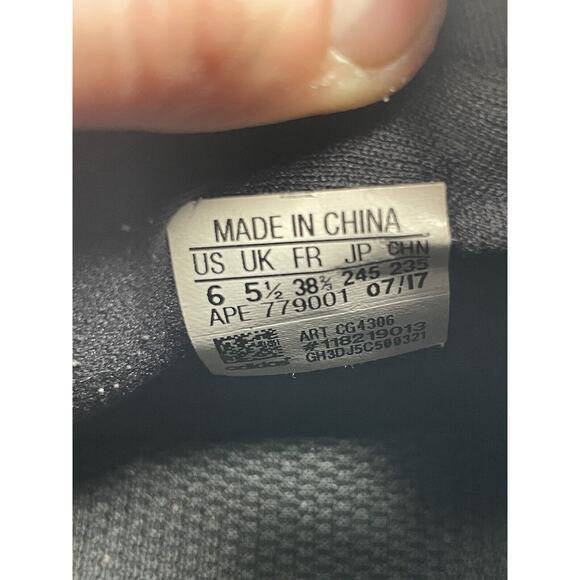 MADE IN CHINA
US UK FR JP CHN
6 5½ 38⅔ 245 235
APE 779001 07/17
ART CG4306
#118219013
GH3DJ5C500321
adidas